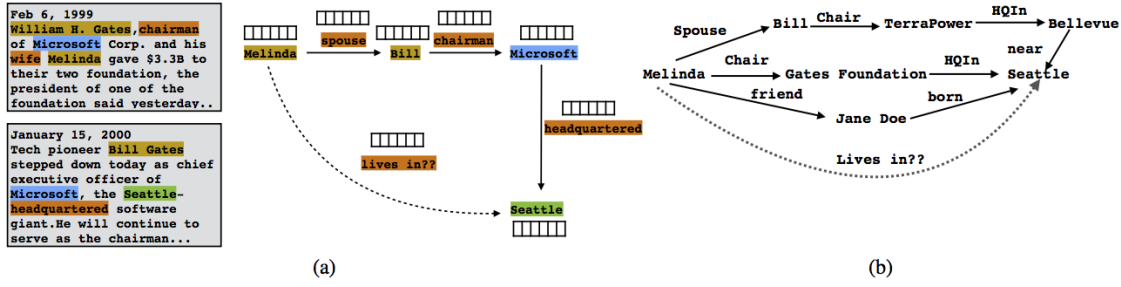 Feb 6, 1999
William H. Gates,chairman
of Microsoft Corp. and his
wife Melinda gave $3.3B to
their two foundation, the
president of one of the
foundation said yesterday..
January 15, 2000
Tech pioneer Bill Gates
stepped down today as chief
executive officer of
Microsoft, the Seattle-
headquartered software
giant.He will continue to
serve as the chairman...
Melinda
spouse
Bill
chairman
Microsoft
headquartered
lives in??
Seattle
(a)
Spouse
Bill
Chair
TerraPower
HQIn
Bellevue
near
Melinda
Chair
Gates Foundation
HQIn
Seattle
friend
Jane Doe
born
Lives in??
(b)